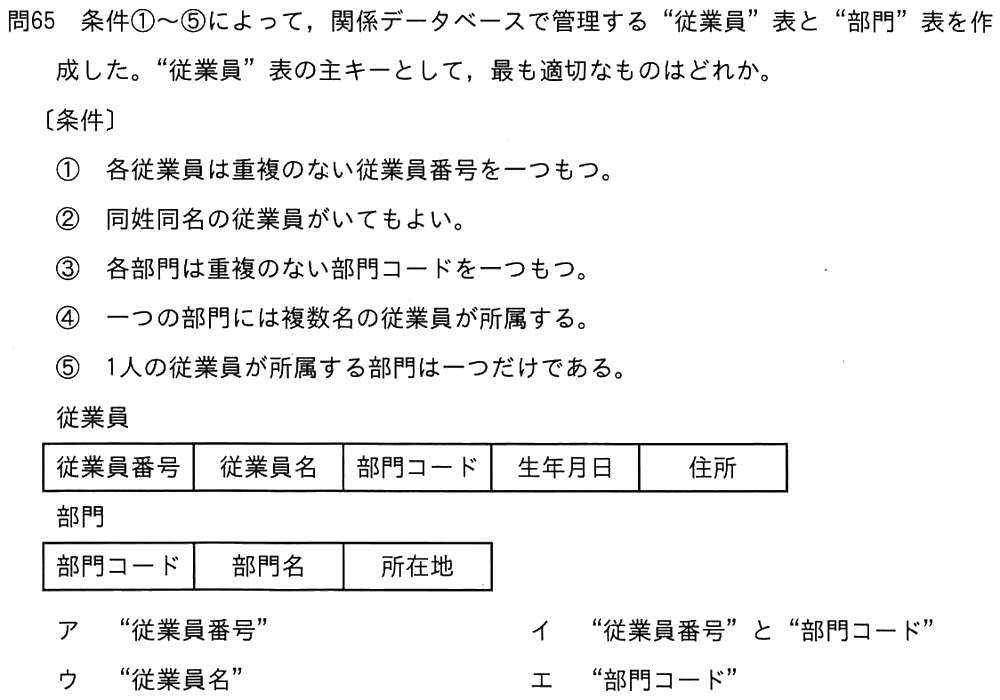 問65　条件①～⑤によって，関係データベースで管理する“従業員”表と“部門”表を作
成した。“従業員”表の主キーとして，最も適切なものはどれか。
〔条件〕
①　各従業員は重複のない従業員番号を一つもつ。
②　同姓同名の従業員がいてもよい。
③　各部門は重複のない部門コードを一つもつ。
④　一つの部門には複数名の従業員が所属する。
⑤　1人の従業員が所属する部門は一つだけである。
従業員
従業員番号　従業員名　部門コード　生年月日　住所
部門
部門コード　部門名　所在地
ア　“従業員番号”　イ　“従業員番号”と“部門コード”
ウ　“従業員名”　エ　“部門コード”